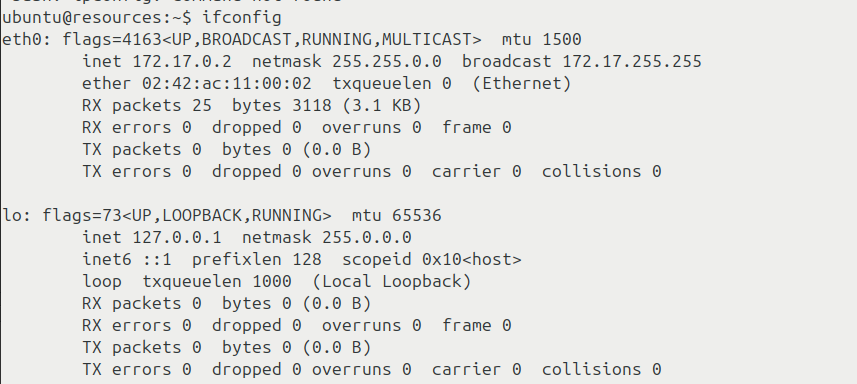 ubuntu@resources:~$ ifconfig
eth0: flags=4163<UP,BROADCAST,RUNNING,MULTICAST>  mtu 1500
        inet 172.17.0.2  netmask 255.255.0.0  broadcast 172.17.255.255
        ether 02:42:ac:11:00:02  txqueuelen 0  (Ethernet)
        RX packets 25  bytes 3118 (3.1 KB)
        RX errors 0  dropped 0  overruns 0  frame 0
        TX packets 0  bytes 0 (0.0 B)
        TX errors 0  dropped 0 overruns 0  carrier 0  collisions 0

lo: flags=73<UP,LOOPBACK,RUNNING>  mtu 65536
        inet 127.0.0.1  netmask 255.0.0.0
        inet6 ::1  prefixlen 128  scopeid 0x10<host>
        loop  txqueuelen 1000  (Local Loopback)
        RX packets 0  bytes 0 (0.0 B)
        RX errors 0  dropped 0  overruns 0  frame 0
        TX packets 0  bytes 0 (0.0 B)
        TX errors 0  dropped 0 overruns 0  carrier 0  collisions 0